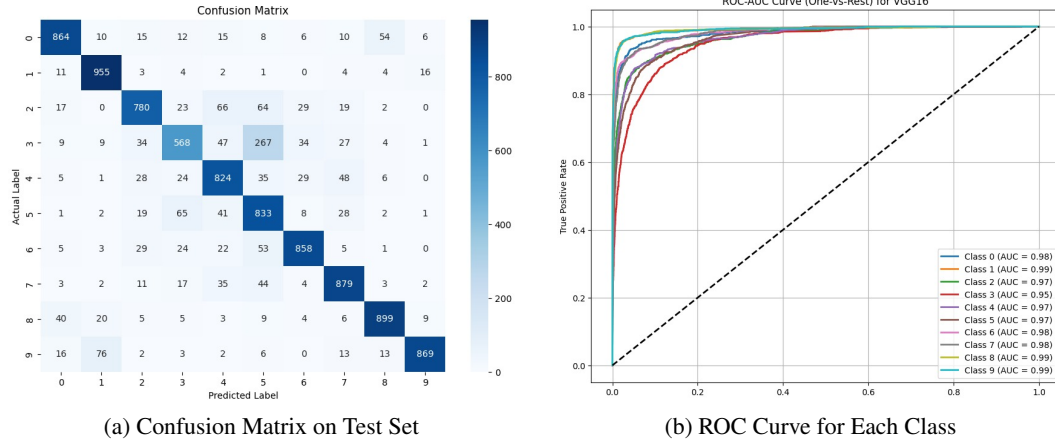 Confusion Matrix
Actual Label
0 864 10 15 12 15 8 6 10 54 6
1 11 955 3 4 2 1 0 4 4 16
2 17 0 780 23 66 64 29 19 2 0
3 9 9 34 568 47 267 34 27 4 1
4 5 1 28 24 824 35 29 48 6 0
5 1 2 19 65 41 833 8 28 2 1
6 5 3 29 24 22 53 858 5 1 0
7 3 2 11 17 35 44 4 879 3 2
8 40 20 5 5 3 9 4 6 899 9
9 16 76 2 3 2 6 0 13 13 869
0 1 2 3 4 5 6 7 8 9
Predicted Label
800
600
400
200
0
(a) Confusion Matrix on Test Set
ROC-AUC Curve (One-vs-Rest) for VGG16
True Positive Rate
1.0
0.8
0.6
0.4
0.2
0.0
Class 0 (AUC = 0.98)
Class 1 (AUC = 0.99)
Class 2 (AUC = 0.97)
Class 3 (AUC = 0.95)
Class 4 (AUC = 0.97)
Class 5 (AUC = 0.97)
Class 6 (AUC = 0.98)
Class 7 (AUC = 0.98)
Class 8 (AUC = 0.99)
Class 9 (AUC = 0.99)
0.0 0.2 0.4 0.6 0.8 1.0
(b) ROC Curve for Each Class